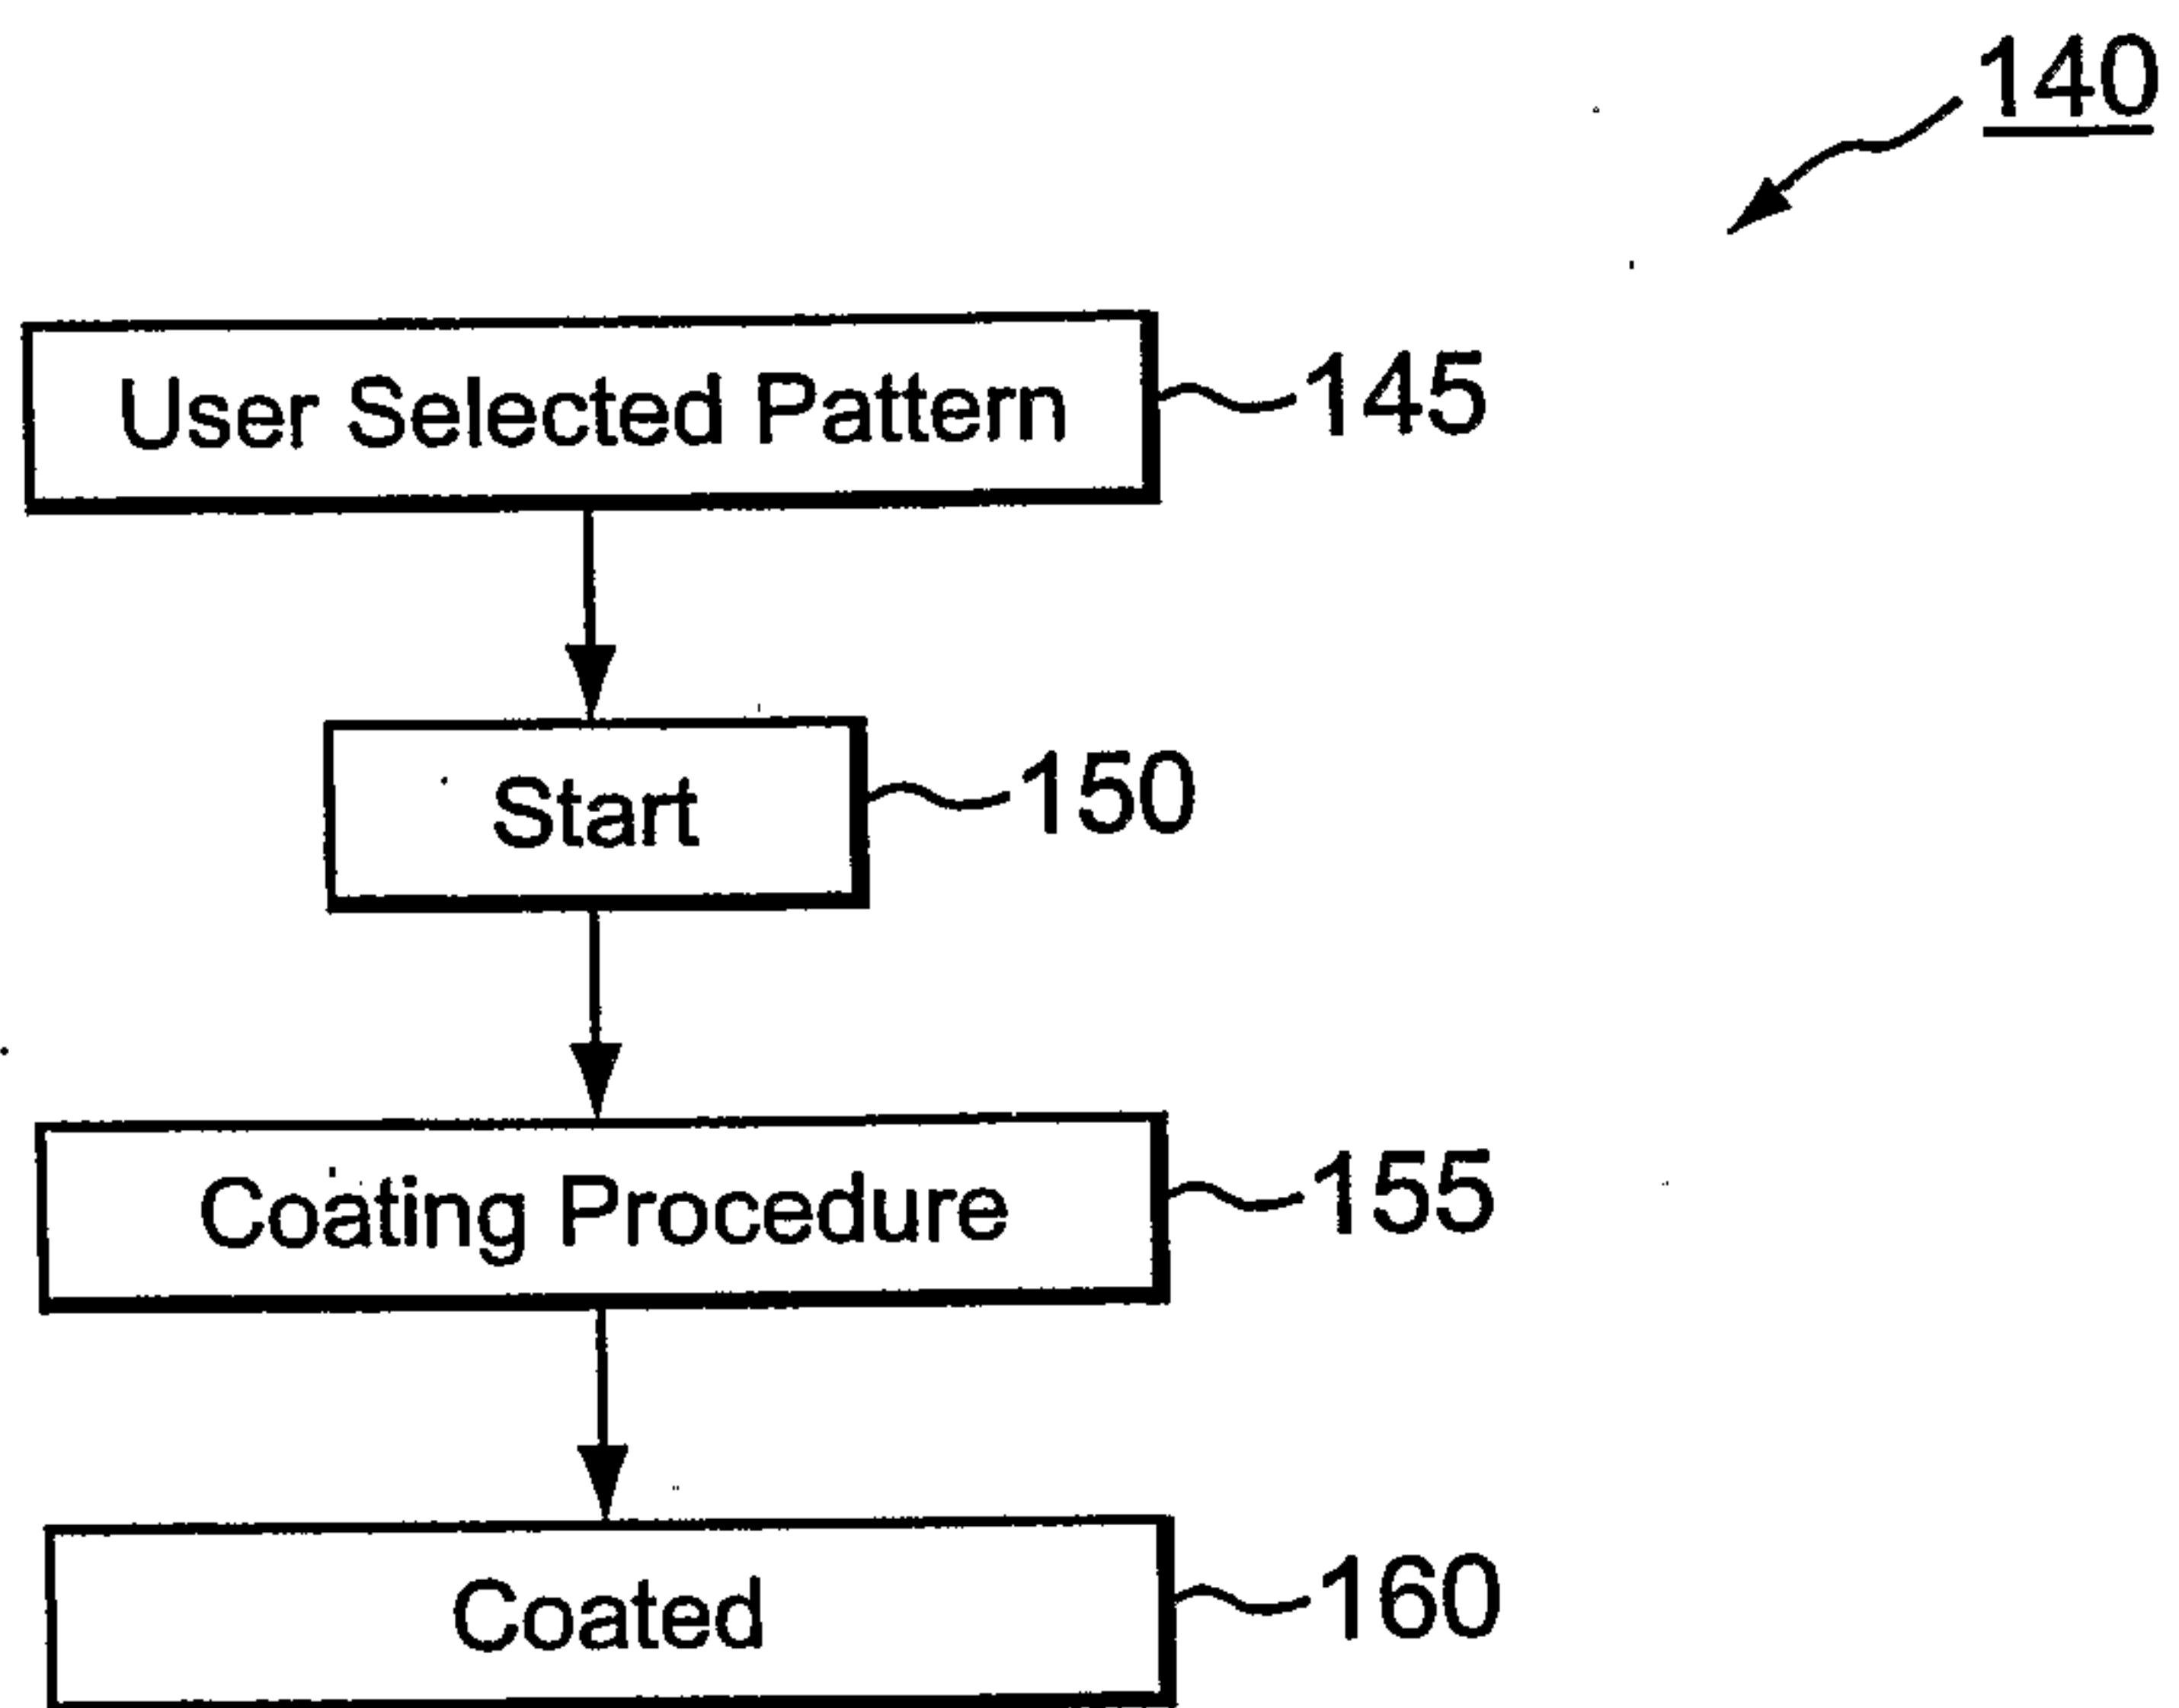 140
User Selected Pattern 145
Start 150
Coating Procedure 155
Coated 160